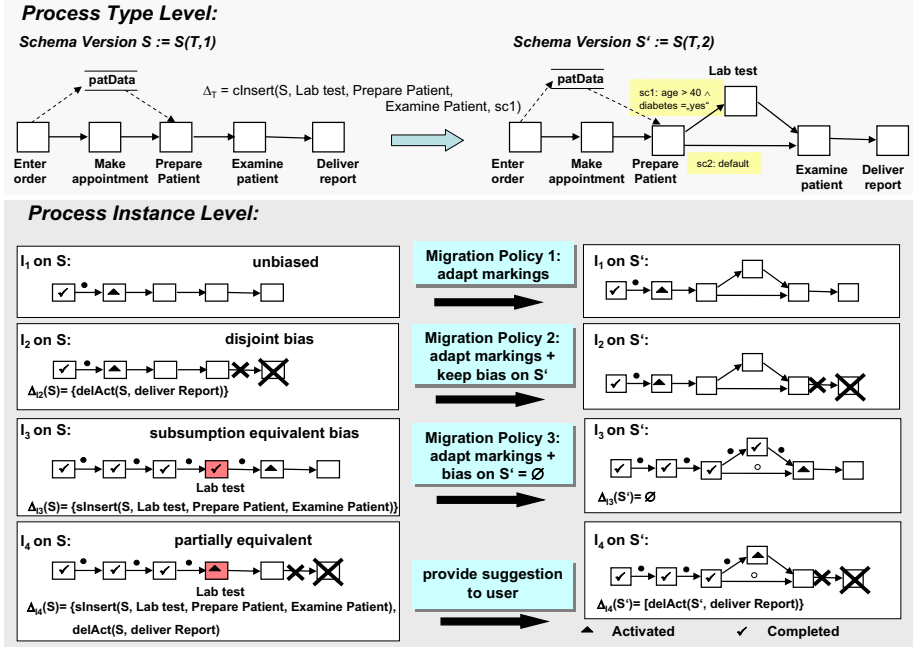 Process Type Level:
Schema Version S := S(T,1)
Schema Version S‘ := S(T,2)
patData
ΔT = cInsert(S, Lab test, Prepare Patient,
Examine Patient, sc1)
patData
Lab test
sc1: age > 40 ∧
diabetes =„yes“
sc2: default
Enter
order
Make
appointment
Prepare
Patient
Examine
patient
Deliver
report
Enter
order
Make
appointment
Prepare
Patient
Examine
patient
Deliver
report
Process Instance Level:
I1 on S:
unbiased
Migration Policy 1:
adapt markings
I1 on S‘:
I2 on S:
disjoint bias
ΔI2(S)= {delAct(S, deliver Report)}
Migration Policy 2:
adapt markings +
keep bias on S‘
I2 on S‘:
I3 on S:
subsumption equivalent bias
Lab test
ΔI3(S)= {sInsert(S, Lab test, Prepare Patient, Examine Patient)}
Migration Policy 3:
adapt markings +
bias on S‘ = Ø
I3 on S‘:
ΔI3(S‘)= Ø
I4 on S:
partially equivalent
Lab test
ΔI4(S)= {sInsert(S, Lab test, Prepare Patient, Examine Patient),
delAct(S, deliver Report)
provide suggestion
to user
I4 on S‘:
ΔI4(S‘)= [delAct(S‘, deliver Report)}
Activated
Completed